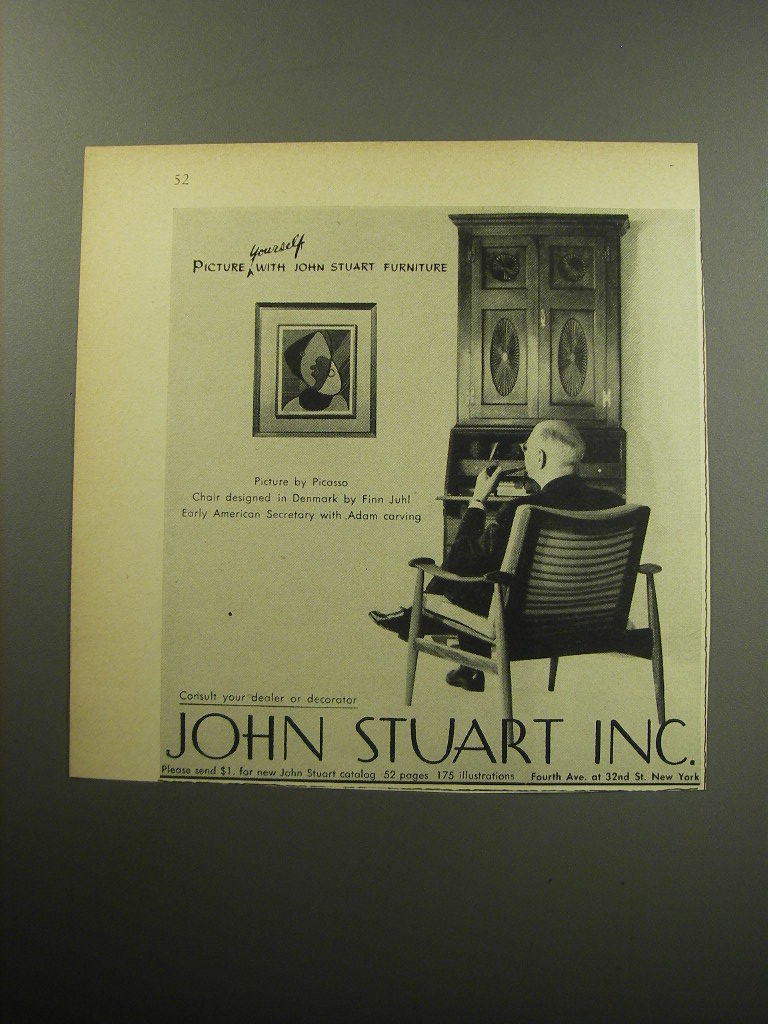 52
PICTURE yourself WITH JOHN STUART FURNITURE
Picture by Picasso
Chair designed in Denmark by Finn Juhl
Early American Secretary with Adam carving
Consult your dealer or decorator
JOHN STUART INC.
Please send $1. for new John Stuart catalog 52 pages 175 illustrations Fourth Ave. at 32nd St. New York